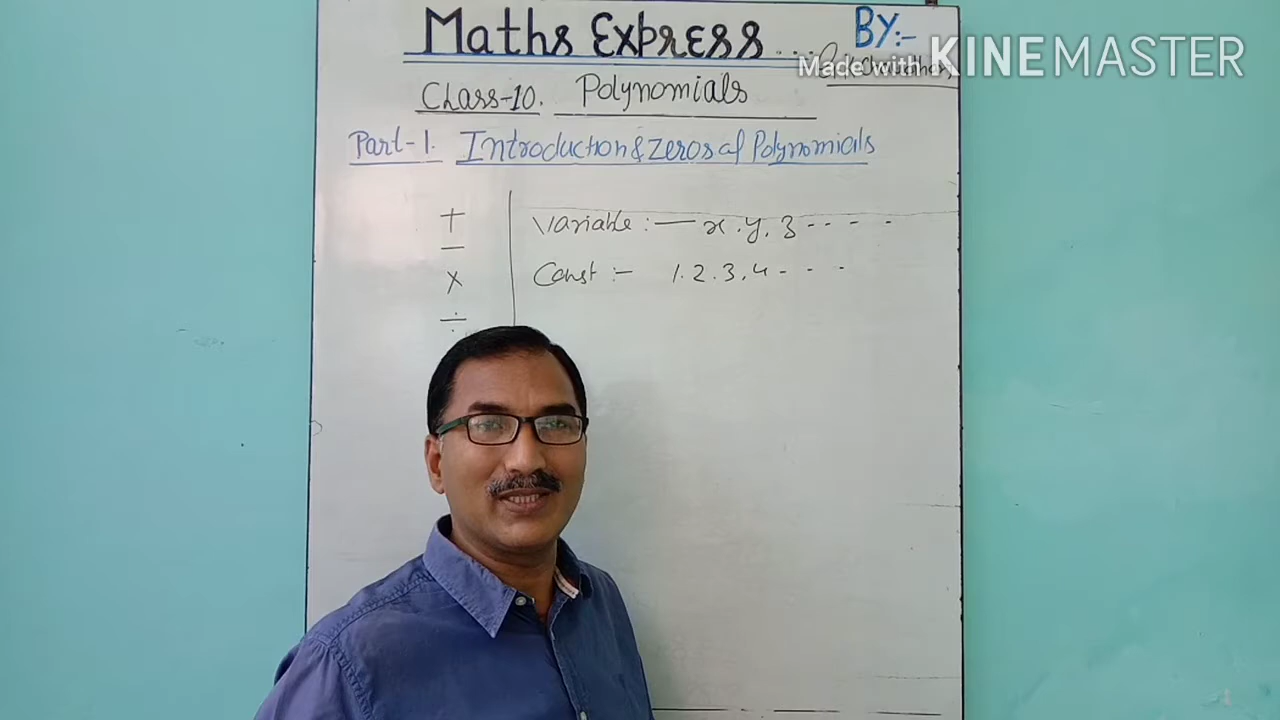 Maths Express ... BY:-
Made with KINEMASTER
Class-10. Polynomials
Part-1. Introduction & Zeros of Polynomials
+
Variable :— x, y, z - - - -
−
Const :- 1, 2, 3, 4 - - -
×
÷